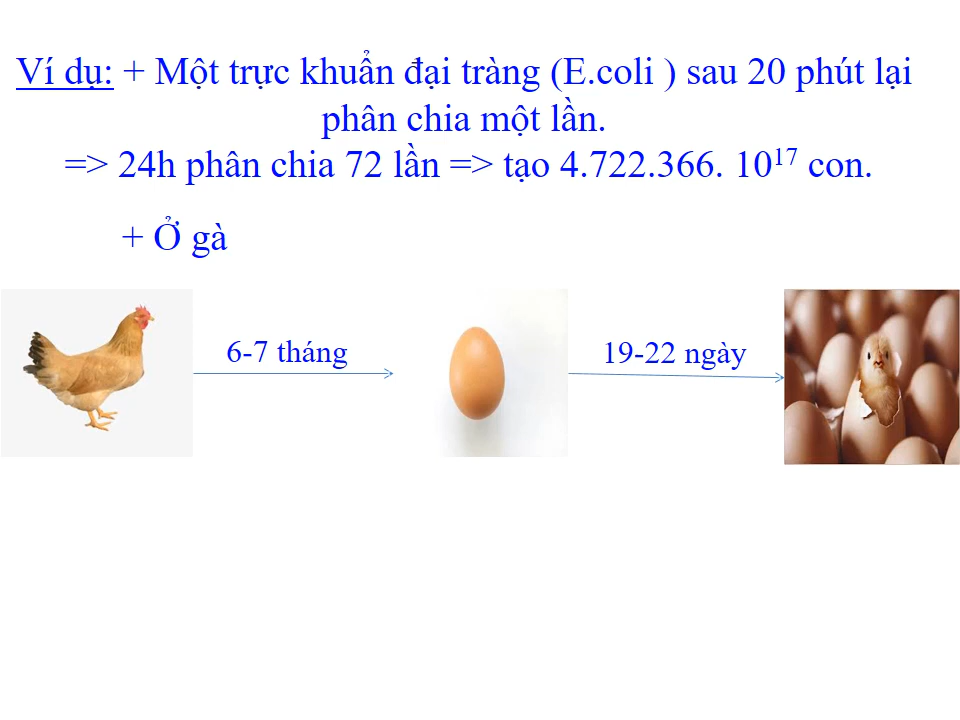 Ví dụ: + Một trực khuẩn đại tràng (E.coli ) sau 20 phút lại
phân chia một lần.
=> 24h phân chia 72 lần => tạo 4.722.366. 10¹⁷ con.
+ Ở gà
6-7 tháng
19-22 ngày